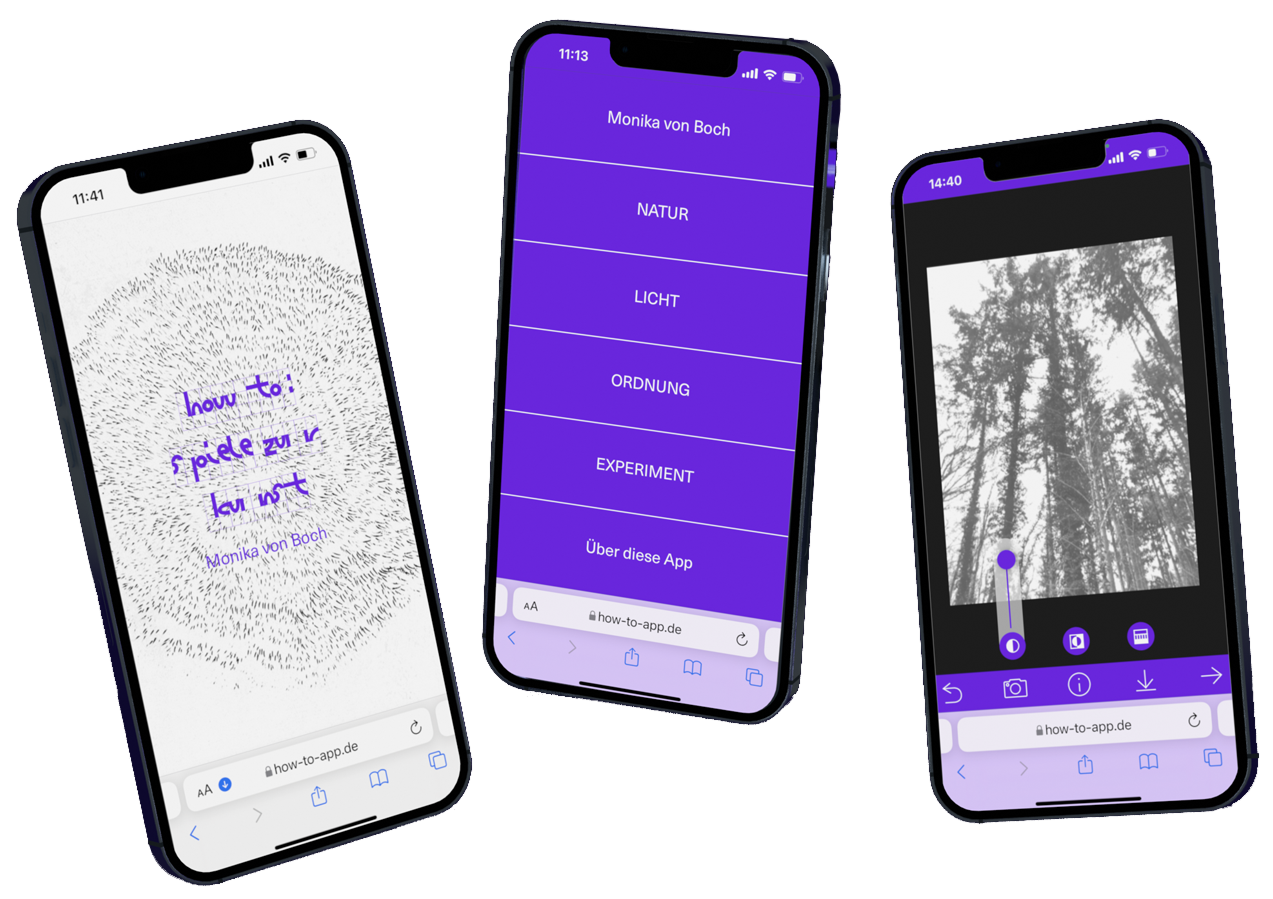 11:41
how to:
spiele zur
kunst
Monika von Boch
AA
how-to-app.de
11:13
Monika von Boch
NATUR
LICHT
ORDNUNG
EXPERIMENT
Über diese App
AA
how-to-app.de
14:40
how-to-app.de